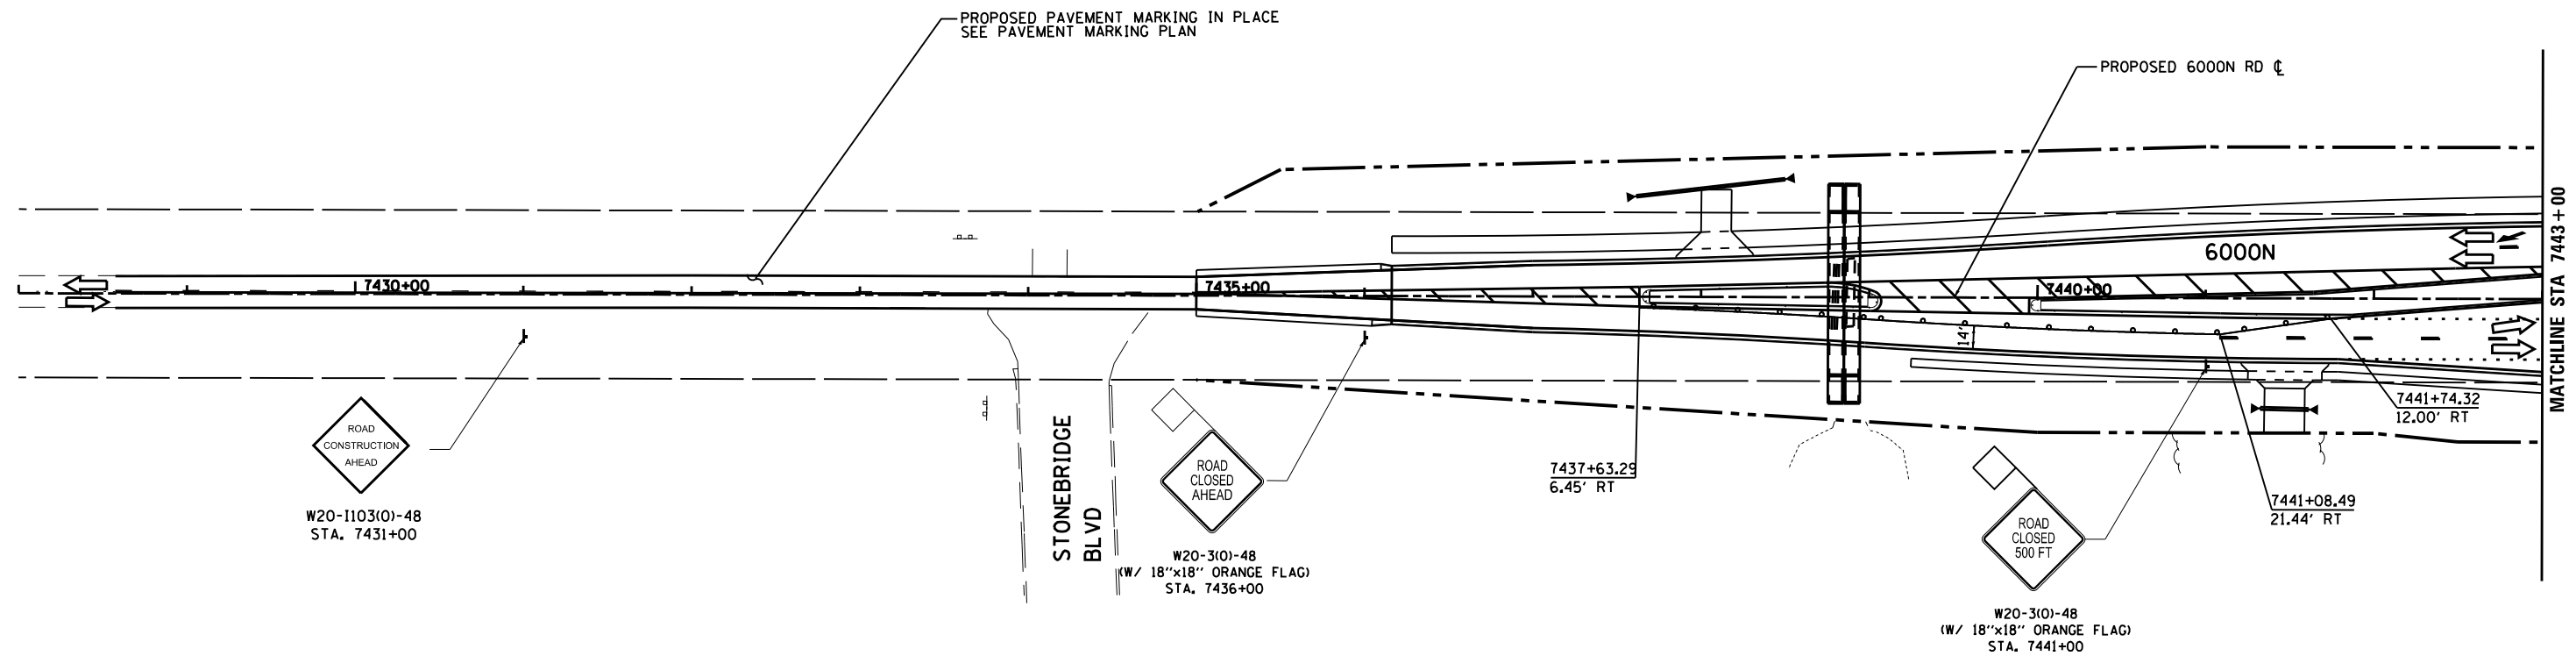 PROPOSED PAVEMENT MARKING IN PLACE
SEE PAVEMENT MARKING PLAN
PROPOSED 6000N RD ℄
MATCHLINE STA 7443+00
6000N
7430+00
7435+00
7440+00
14'
ROAD
CONSTRUCTION
AHEAD
W20-I103(O)-48
STA. 7431+00
STONEBRIDGE
BLVD
ROAD
CLOSED
AHEAD
W20-3(O)-48
(W/ 18"x18" ORANGE FLAG)
STA. 7436+00
7437+63.29
6.45' RT
7441+74.32
12.00' RT
7441+08.49
21.44' RT
ROAD
CLOSED
500 FT
W20-3(O)-48
(W/ 18"x18" ORANGE FLAG)
STA. 7441+00